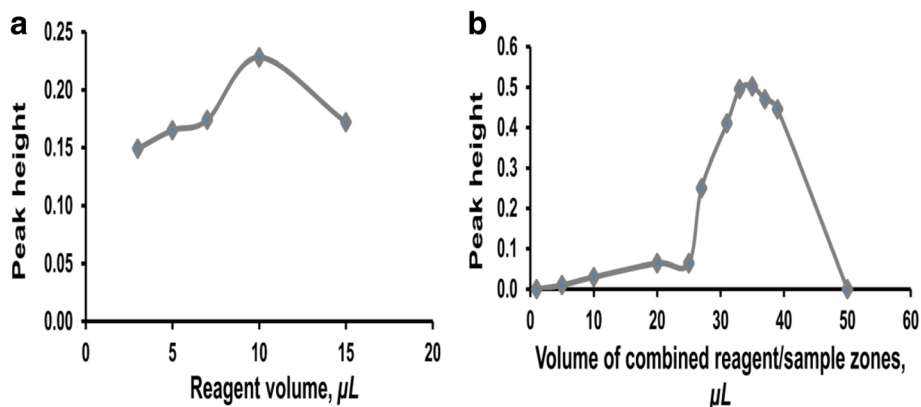 a
Peak height
0.25
0.20
0.15
0.10
0.05
0.00
0 5 10 15 20
Reagent volume, µL
b
Peak height
0.6
0.5
0.4
0.3
0.2
0.1
0.0
0 10 20 30 40 50 60
Volume of combined reagent/sample zones,
µL